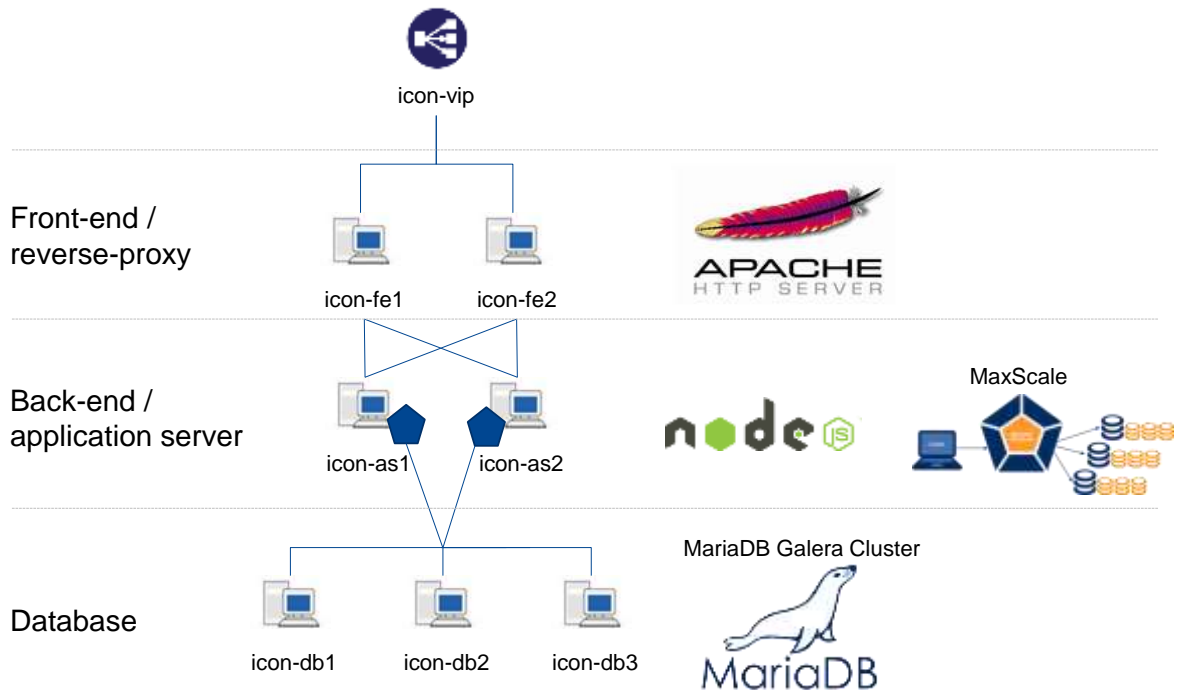 icon-vip
Front-end /
reverse-proxy
icon-fe1
icon-fe2
APACHE
HTTP SERVER
Back-end /
application server
icon-as1
icon-as2
node
JS
MaxScale
Database
icon-db1
icon-db2
icon-db3
MariaDB Galera Cluster
MariaDB